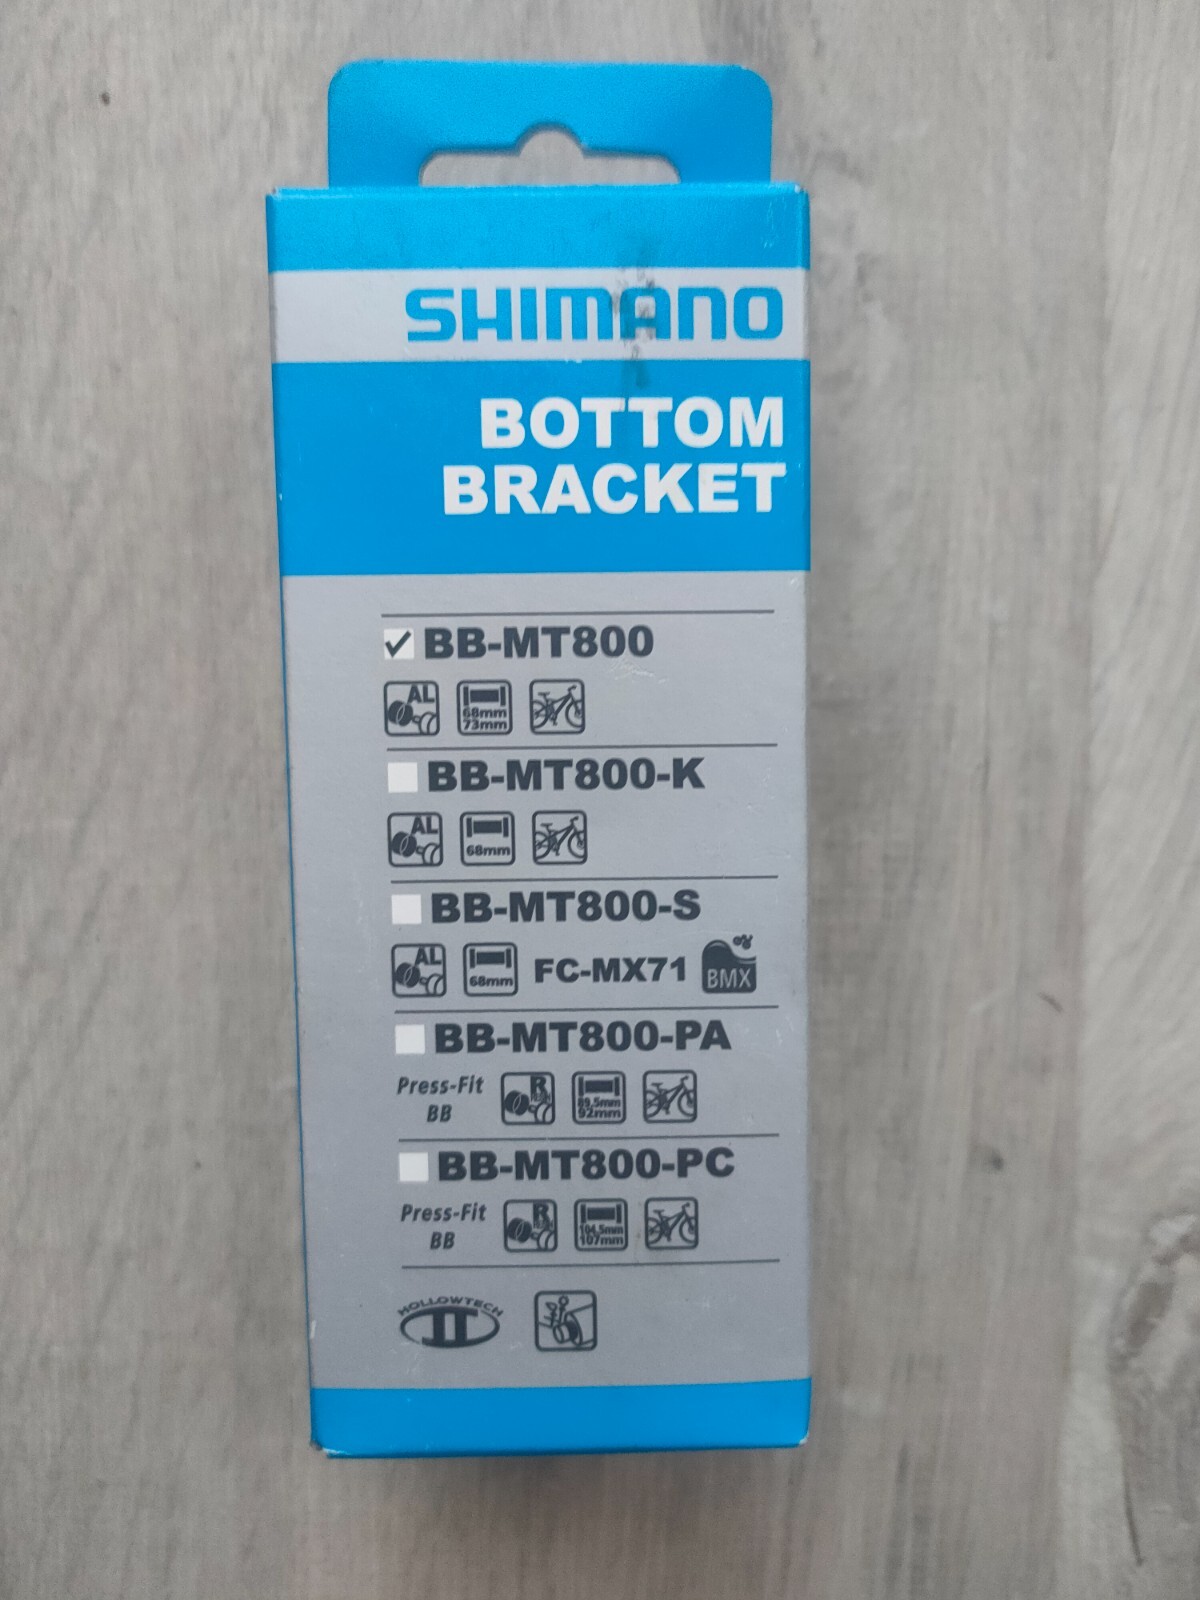 SHIMANO
BOTTOM
BRACKET
BB-MT800
AL
68mm
73mm
BB-MT800-K
AL
68mm
BB-MT800-S
AL
68mm
FC-MX71
BMX
BB-MT800-PA
Press-Fit
BB
R
89,5mm
92mm
BB-MT800-PC
Press-Fit
BB
R
104,5mm
107mm
HOLLOWTECH
II